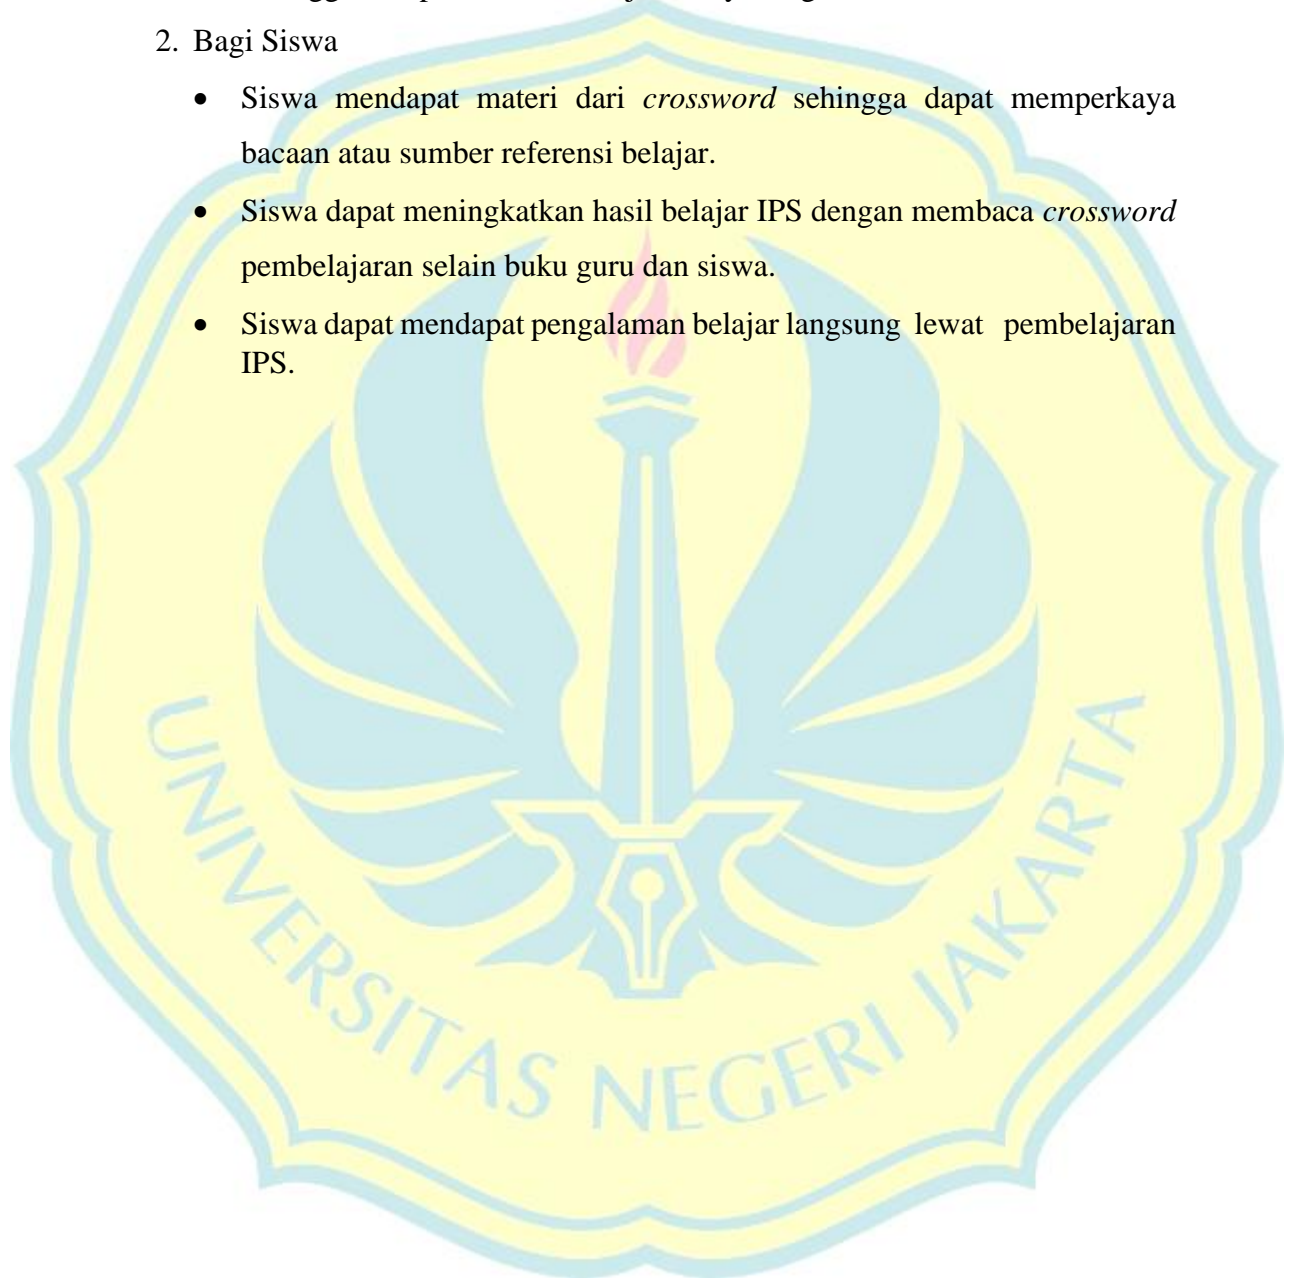 2. Bagi Siswa
• Siswa mendapat materi dari crossword sehingga dapat memperkaya
bacaan atau sumber referensi belajar.
• Siswa dapat meningkatkan hasil belajar IPS dengan membaca crossword
pembelajaran selain buku guru dan siswa.
• Siswa dapat mendapat pengalaman belajar langsung lewat pembelajaran
IPS.
UNIVERSITAS NEGERI JAKARTA